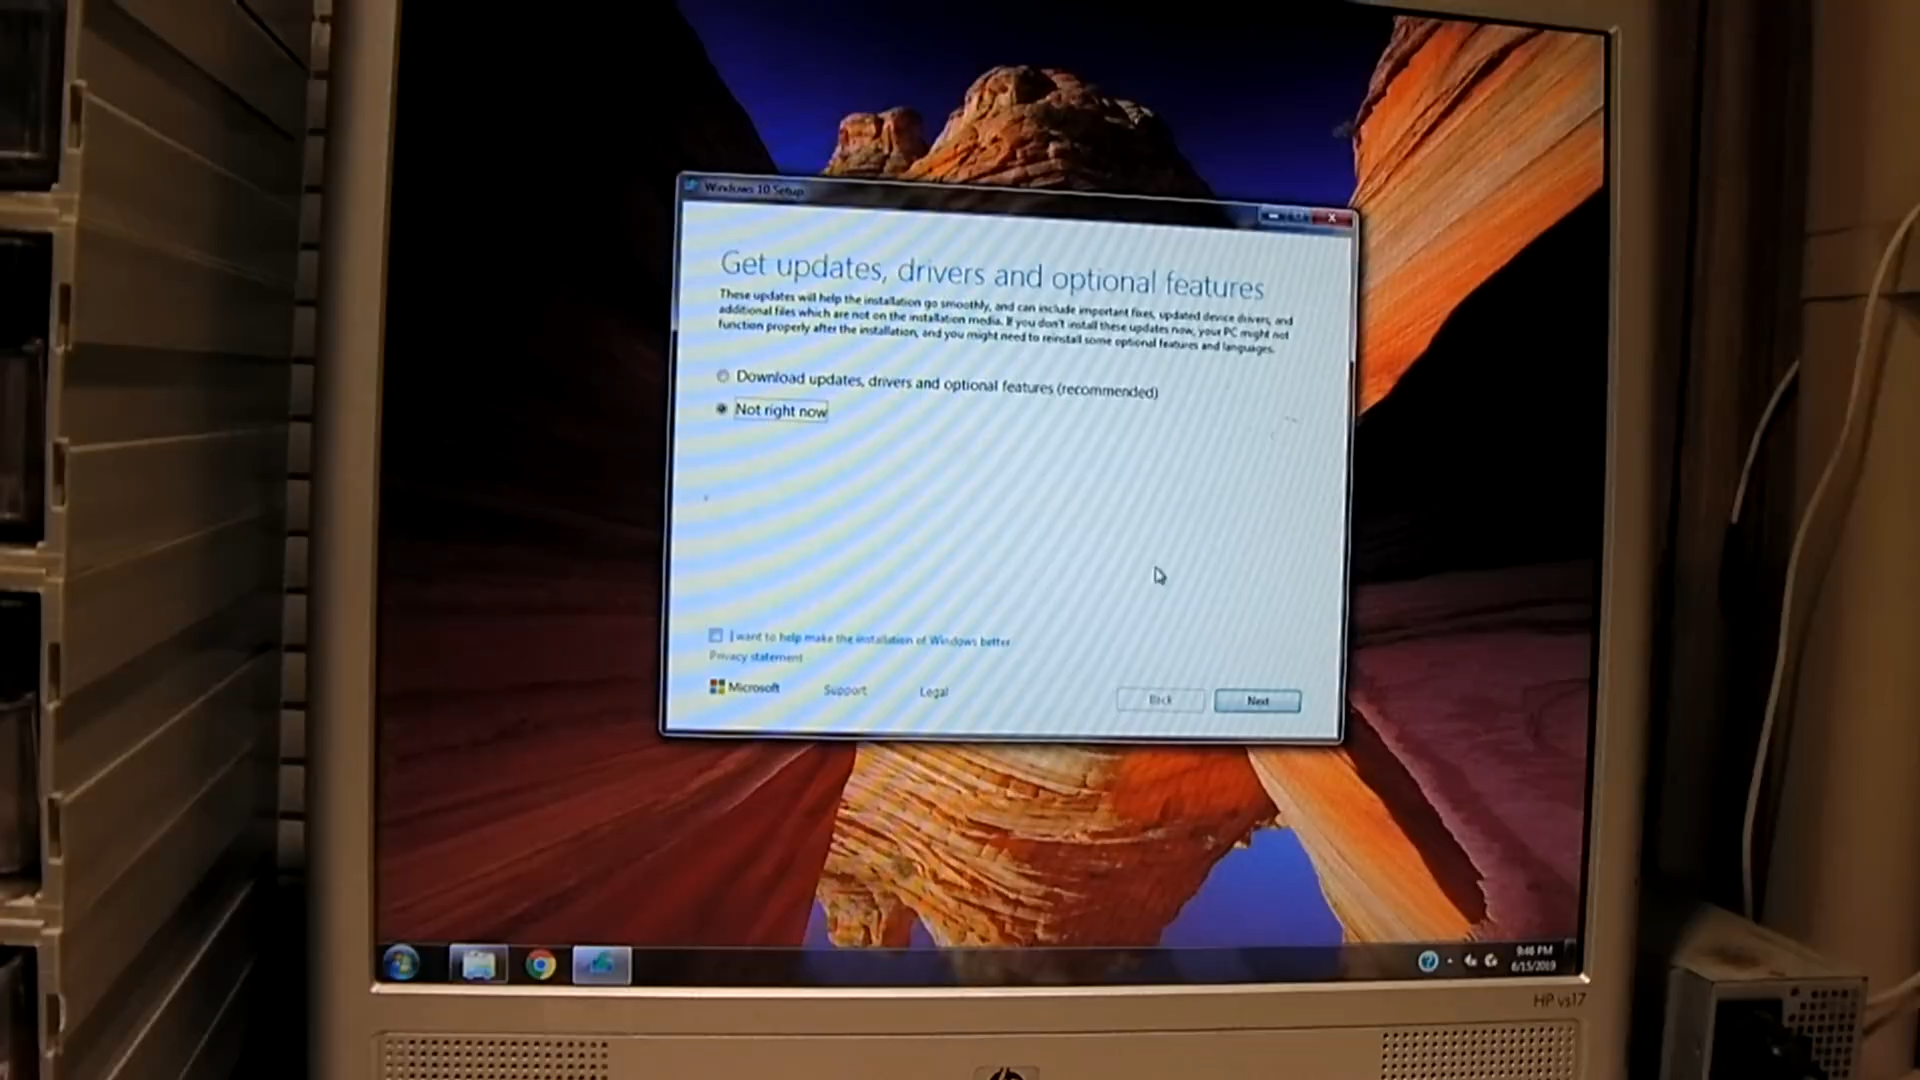 Windows 10 Setup
Get updates, drivers and optional features
These updates will help the installation go smoothly, and can include important fixes, updated device drivers, and
additional files which are not on the installation media. If you don't install these updates now, your PC might not
function properly after the installation, and you might need to reinstall some optional features and languages.
Download updates, drivers and optional features (recommended)
Not right now
I want to help make the installation of Windows better
Privacy statement
Microsoft
Support
Legal
Back
Next
9:46 PM
6/15/2019
HP vs17